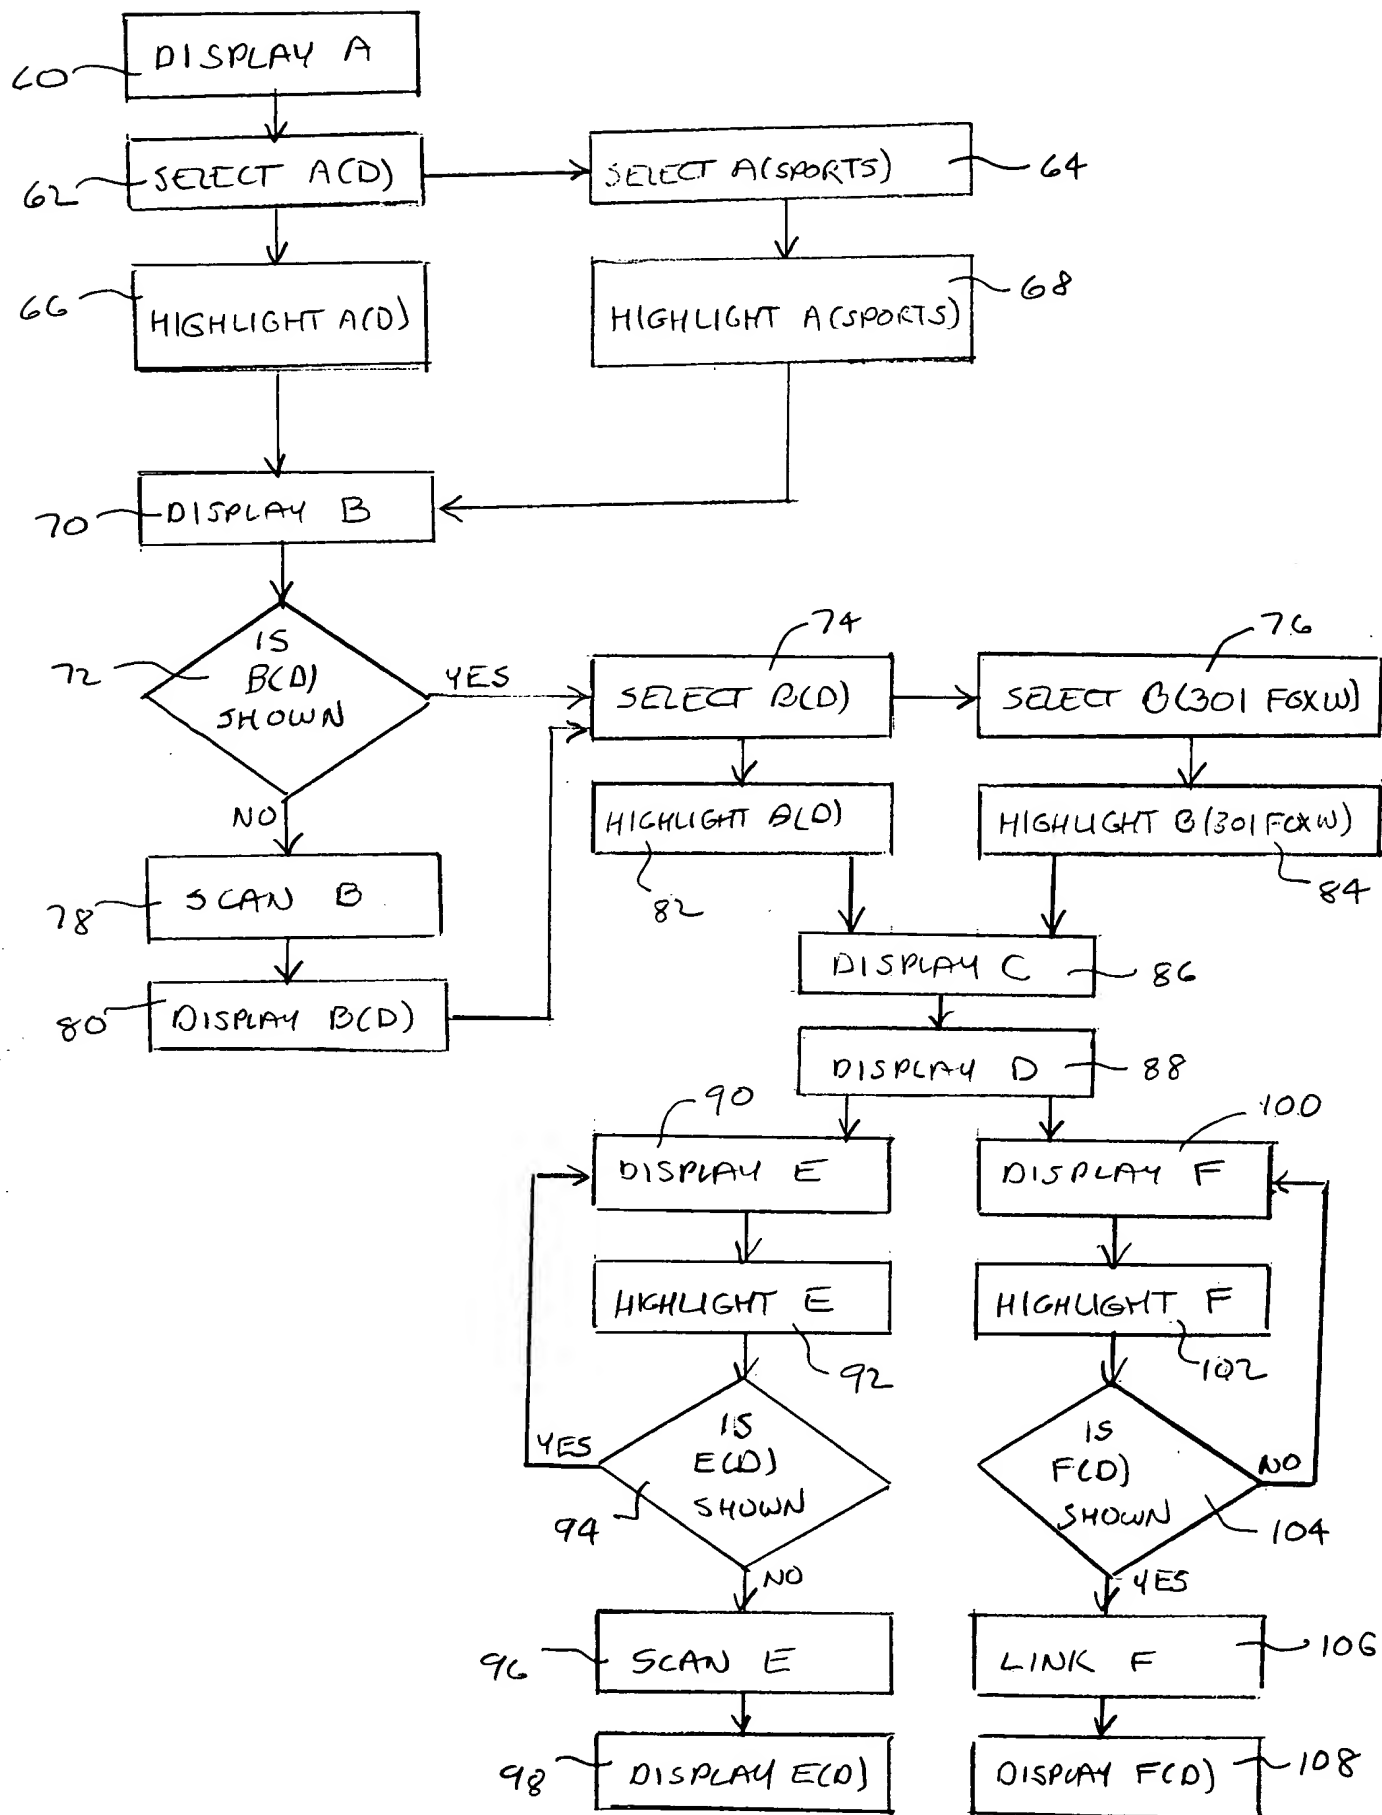 DISPLAY A
60
SELECT A(D)
62
SELECT A(SPORTS)
64
HIGHLIGHT A(D)
66
HIGHLIGHT A(SPORTS)
68
DISPLAY B
70
IS
B(D)
SHOWN
72
YES
NO
SELECT B(D)
74
SELECT B(301 FOXW)
76
HIGHLIGHT B(D)
82
HIGHLIGHT B(301 FOXW)
84
SCAN B
78
DISPLAY B(D)
80
DISPLAY C
86
DISPLAY D
88
DISPLAY E
90
DISPLAY F
100
HIGHLIGHT E
92
HIGHLIGHT F
102
IS
E(D)
SHOWN
94
YES
NO
IS
F(D)
SHOWN
104
NO
YES
SCAN E
96
LINK F
106
DISPLAY E(D)
98
DISPLAY F(D)
108